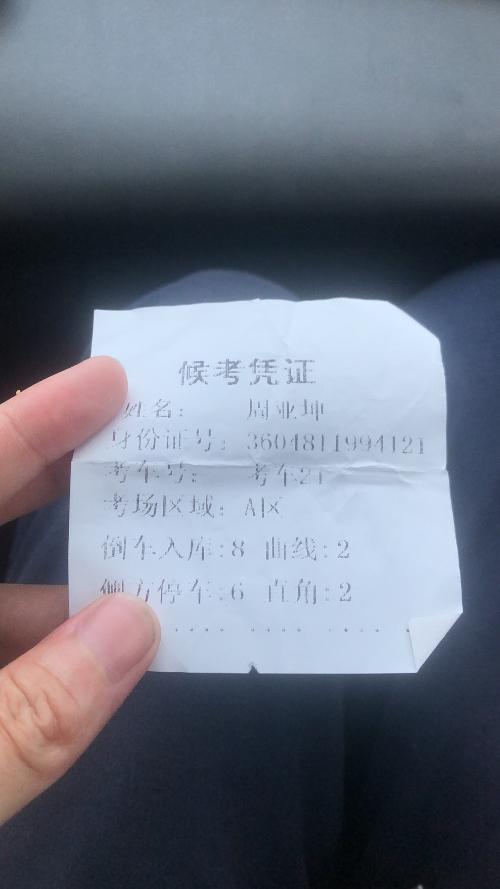 候考凭证
姓名： 周亚坤
身份证号：3604811994121
考车号： 考车21
考场区域：A区
倒车入库:8 曲线:2
侧方停车:6 直角:2